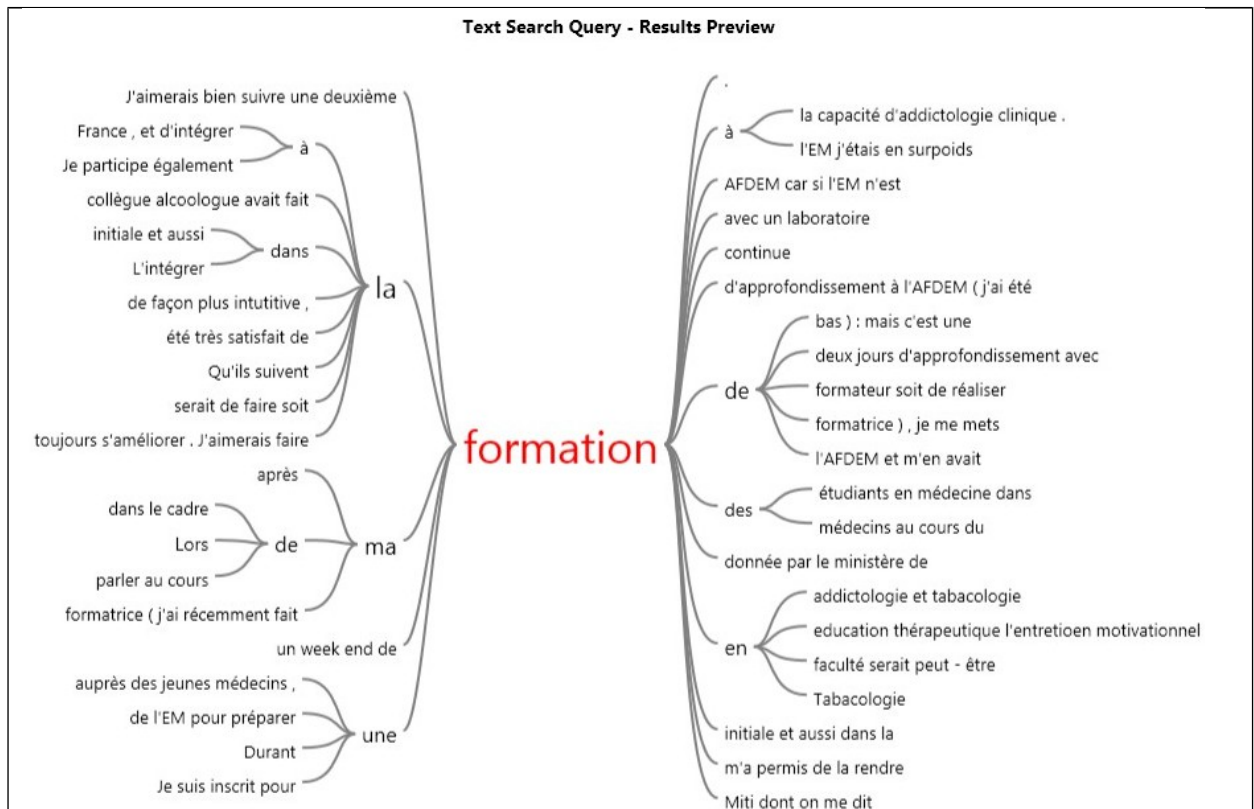 Text Search Query - Results Preview
J'aimerais bien suivre une deuxième
France , et d'intégrer
à
Je participe également
collègue alcoologue avait fait
initiale et aussi
dans
L'intégrer
la
de façon plus intutitive ,
été très satisfait de
Qu'ils suivent
serait de faire soit
toujours s'améliorer . J'aimerais faire
après
dans le cadre
Lors
de
ma
parler au cours
formatrice ( j'ai récemment fait
un week end de
auprès des jeunes médecins ,
de l'EM pour préparer
une
Durant
Je suis inscrit pour
formation
.
à
la capacité d'addictologie clinique .
l'EM j'étais en surpoids
AFDEM car si l'EM n'est
avec un laboratoire
continue
d'approfondissement à l'AFDEM ( j'ai été
de
bas ) : mais c'est une
deux jours d'approfondissement avec
formateur soit de réaliser
formatrice ) , je me mets
l'AFDEM et m'en avait
des
étudiants en médecine dans
médecins au cours du
donnée par le ministère de
en
addictologie et tabacologie
education thérapeutique l'entretioen motivationnel
faculté serait peut - être
Tabacologie
initiale et aussi dans la
m'a permis de la rendre
Miti dont on me dit